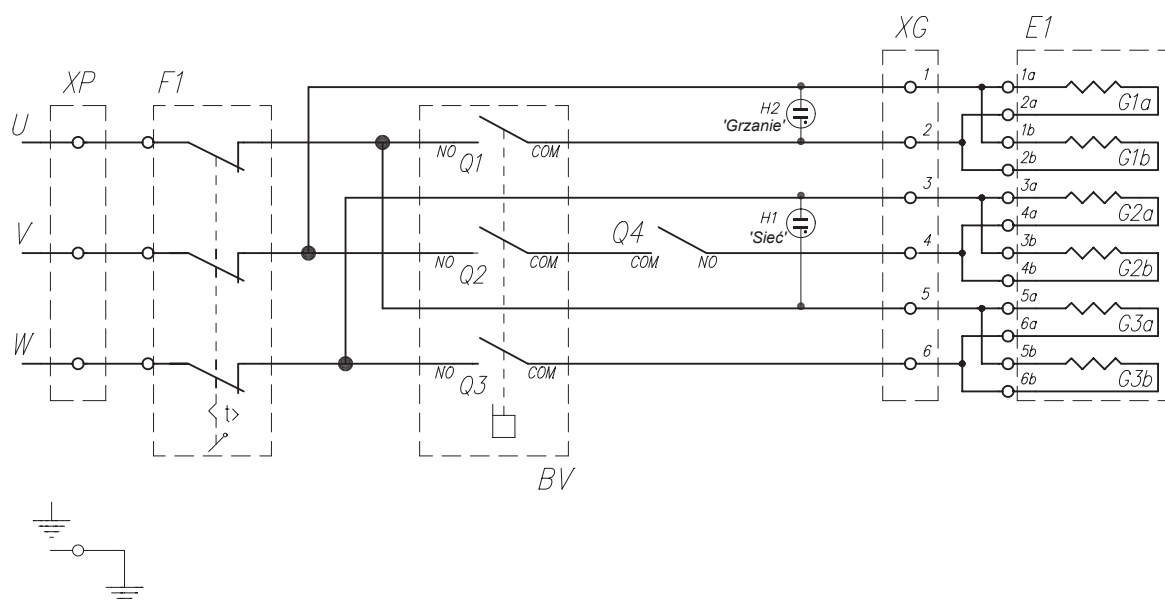 XG
E1
XP
F1
1
1a
G1a
2a
H2
'Grzanie'
U
NO
Q1
COM
2
1b
G1b
2b
3
3a
G2a
4a
H1
'Sieć'
V
NO
Q2
COM
Q4
COM
NO
4
3b
G2b
4b
5
5a
G3a
6a
W
NO
Q3
COM
6
5b
G3b
6b
<t>
BV